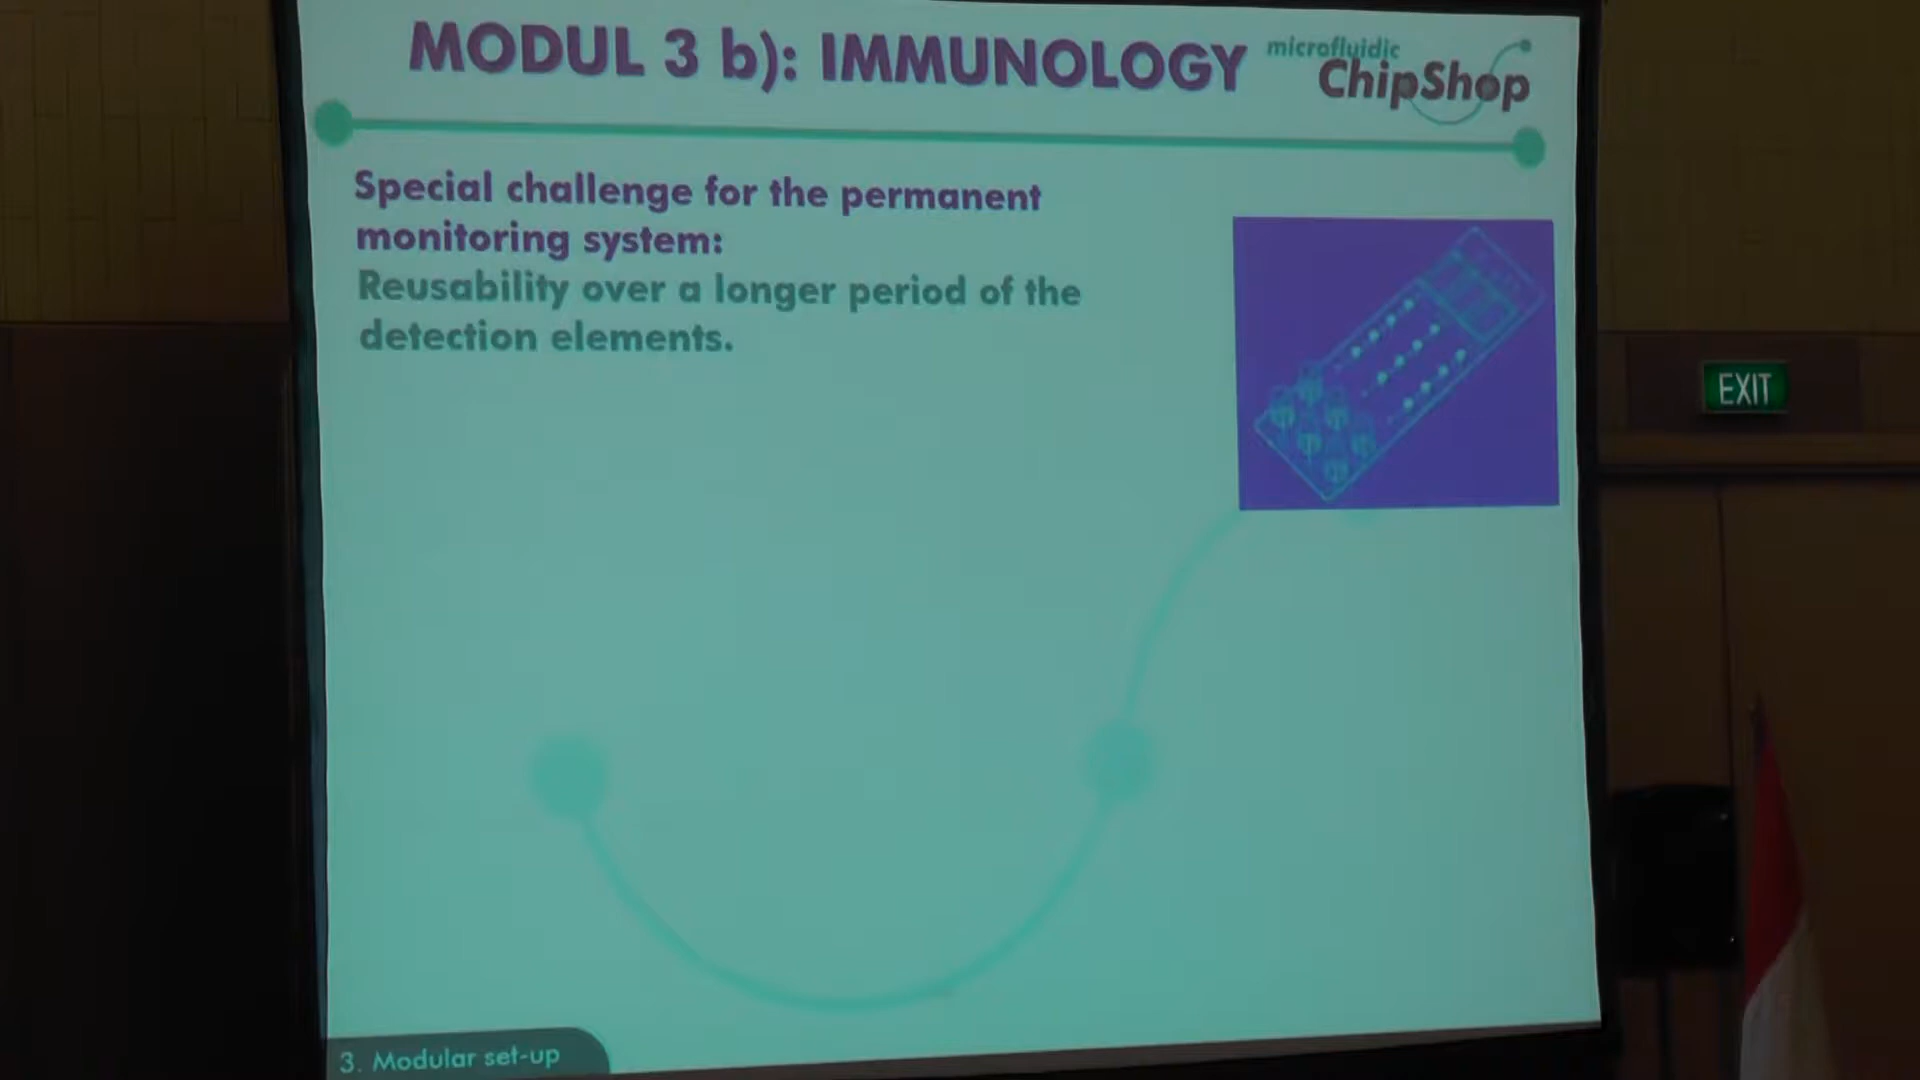 MODUL 3 b): IMMUNOLOGY
microfluidic
ChipShop
Special challenge for the permanent
monitoring system:
Reusability over a longer period of the
detection elements.
EXIT
3. Modular set-up